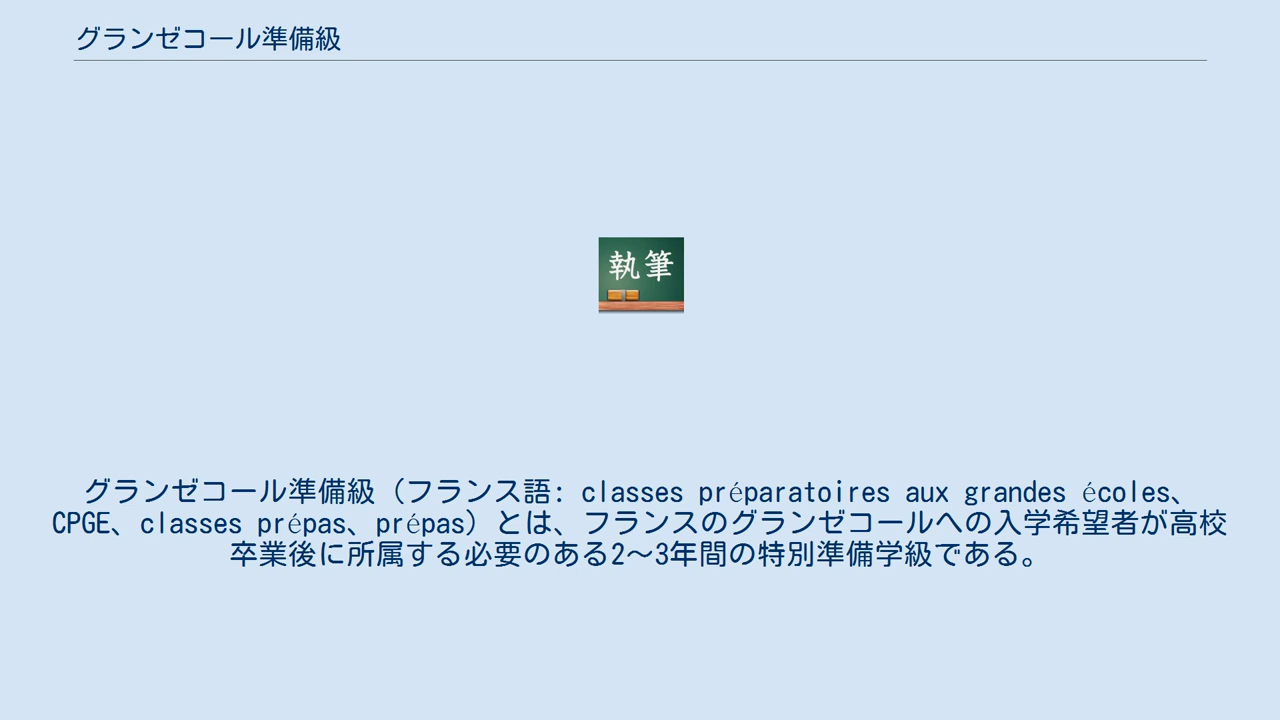 グランゼコール準備級
執筆
グランゼコール準備級（フランス語: classes préparatoires aux grandes écoles、
CPGE、classes prépas、prépas）とは、フランスのグランゼコールへの入学希望者が高校
卒業後に所属する必要のある2〜3年間の特別準備学級である。